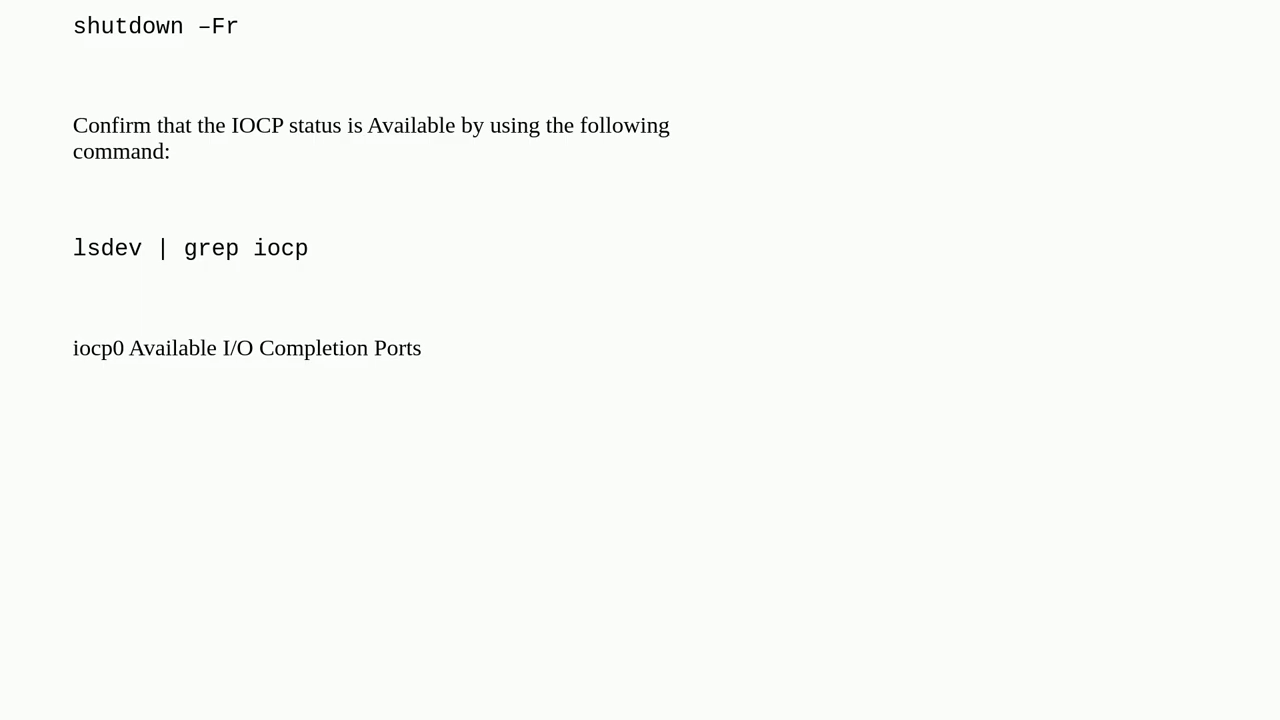 shutdown –Fr
Confirm that the IOCP status is Available by using the following
command:
lsdev | grep iocp
iocp0 Available I/O Completion Ports